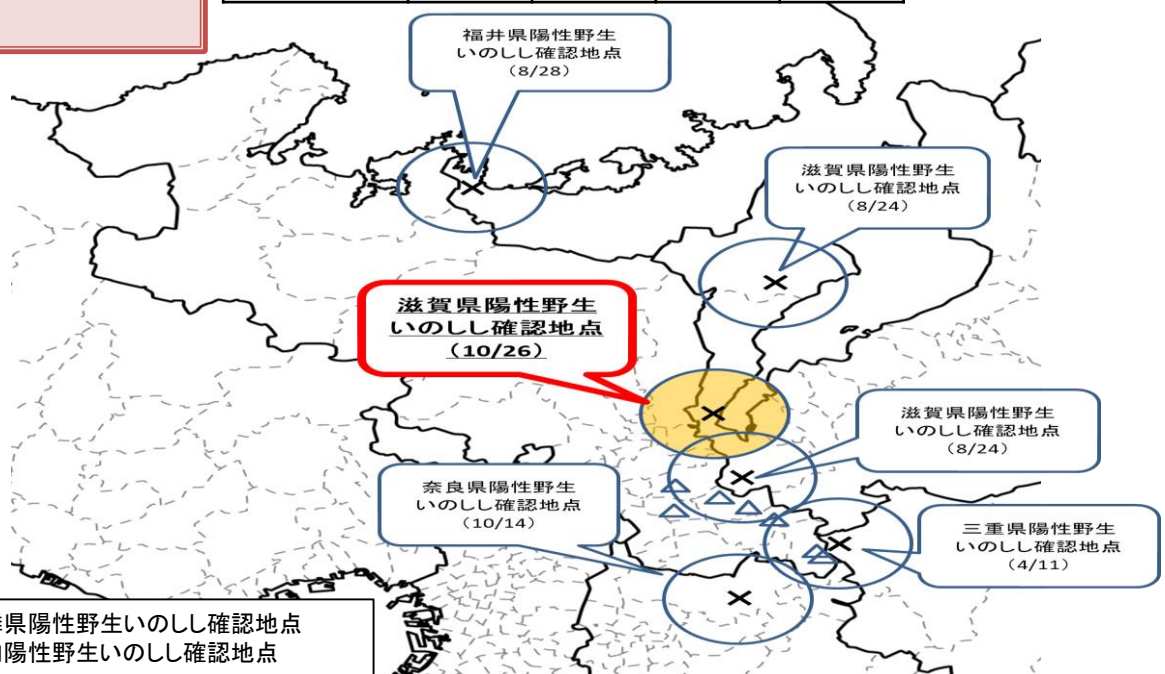 福井県陽性野生
いのしし確認地点
（8/28）
滋賀県陽性野生
いのしし確認地点
（8/24）
滋賀県陽性野生
いのしし確認地点
（10/26）
滋賀県陽性野生
いのしし確認地点
（8/24）
奈良県陽性野生
いのしし確認地点
（10/14）
三重県陽性野生
いのしし確認地点
（4/11）
県陽性野生いのしし確認地点
陽性野生いのしし確認地点